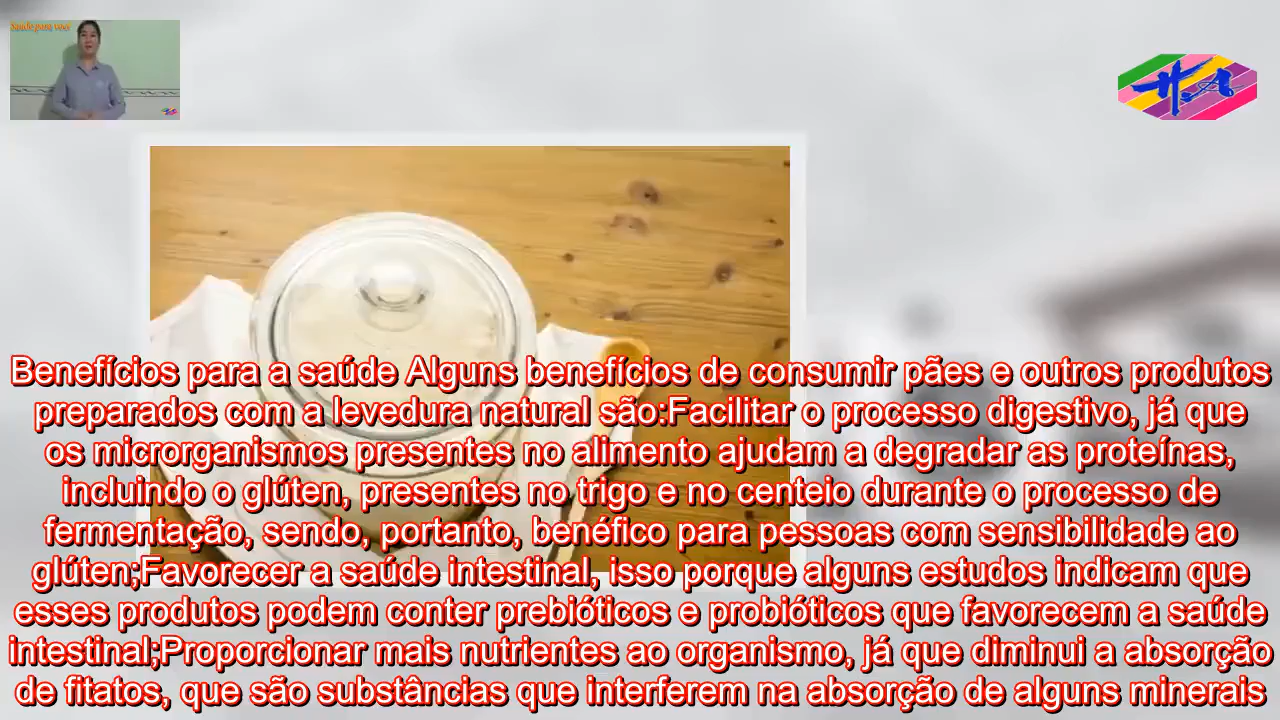 Saude para você
Benefícios para a saúde Alguns benefícios de consumir pães e outros produtos
preparados com a levedura natural são:Facilitar o processo digestivo, já que
os microrganismos presentes no alimento ajudam a degradar as proteínas,
incluindo o glúten, presentes no trigo e no centeio durante o processo de
fermentação, sendo, portanto, benéfico para pessoas com sensibilidade ao
glúten;Favorecer a saúde intestinal, isso porque alguns estudos indicam que
esses produtos podem conter prebióticos e probióticos que favorecem a saúde
intestinal;Proporcionar mais nutrientes ao organismo, já que diminui a absorção
de fitatos, que são substâncias que interferem na absorção de alguns minerais